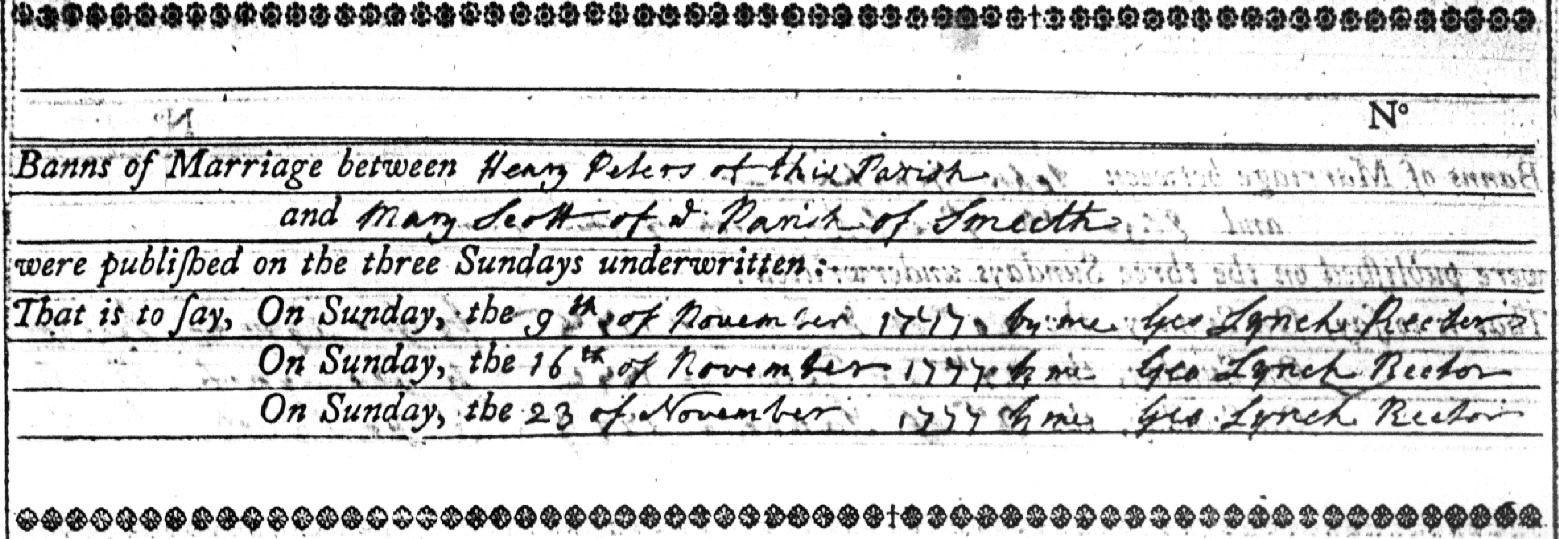 Nº
Banns of Marriage between Henry Peters of this Parish
and Mary Scott of Parish of Smeeth
were publiſhed on the three Sundays underwritten:
That is to ſay, On Sunday, the 9th of November 1777 by me Geo Lynch Rector
On Sunday, the 16th of November 1777 by me Geo Lynch Rector
On Sunday, the 23 of November 1777 by me Geo Lynch Rector